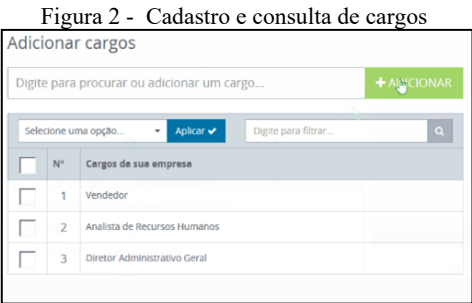 Figura 2 - Cadastro e consulta de cargos
Adicionar cargos
Digite para procurar ou adicionar um cargo...
+ ADICIONAR
Selecione uma opção... Aplicar ✔ Digite para filtrar...
Nº Cargos da sua empresa
1 Vendedor
2 Analista de Recursos Humanos
3 Diretor Administrativo Geral